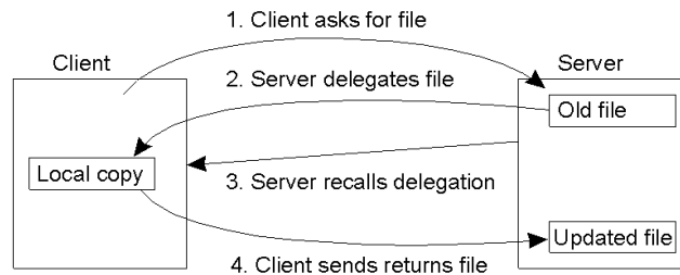 1. Client asks for file
Client
Server
2. Server delegates file
Old file
Local copy
3. Server recalls delegation
Updated file
4. Client sends returns file